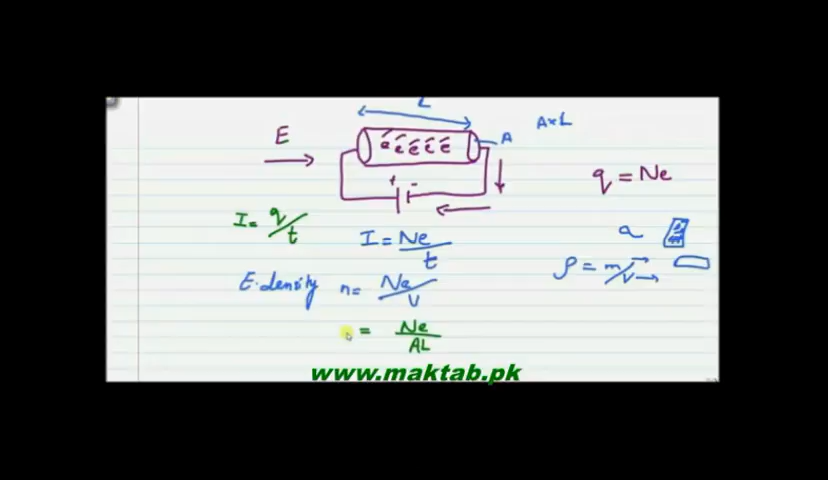 L
A
A×L
E
e e e e e
+ -
q = Ne
I = q/t
I = Ne/t
ρ = m/v
E.density n = Ne/V
= Ne/AL
www.maktab.pk